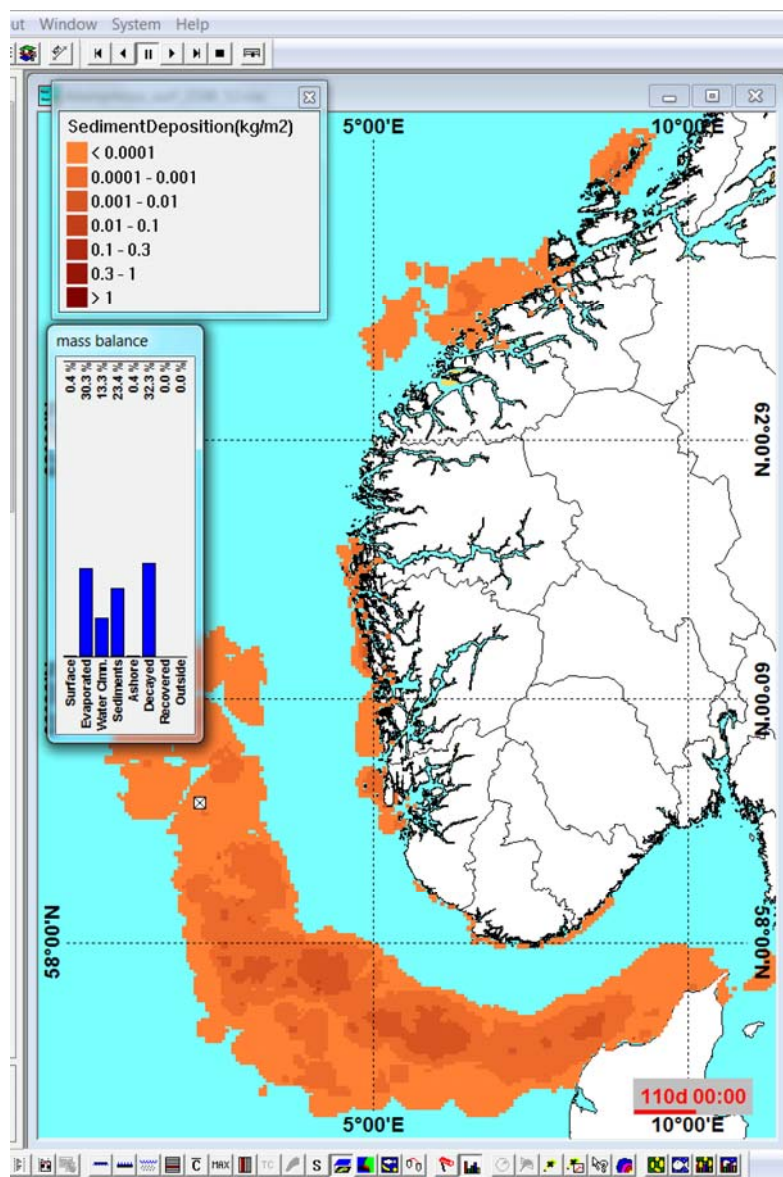 ut Window System Help
SedimentDeposition(kg/m2)
< 0.0001
0.0001 - 0.001
0.001 - 0.01
0.01 - 0.1
0.1 - 0.3
0.3 - 1
> 1
5°00'E 10°00'E
mass balance
0.4 %
30.3 %
13.3 %
23.4 %
0.4 %
32.3 %
0.0 %
0.0 %
Surface
Evaporated
Water Clmn.
Sediments
Ashore
Decayed
Recovered
Outside
62°00'N
60°00'N
58°00'N 58°00'N
110d 00:00
5°00'E 10°00'E
C MAX TC S